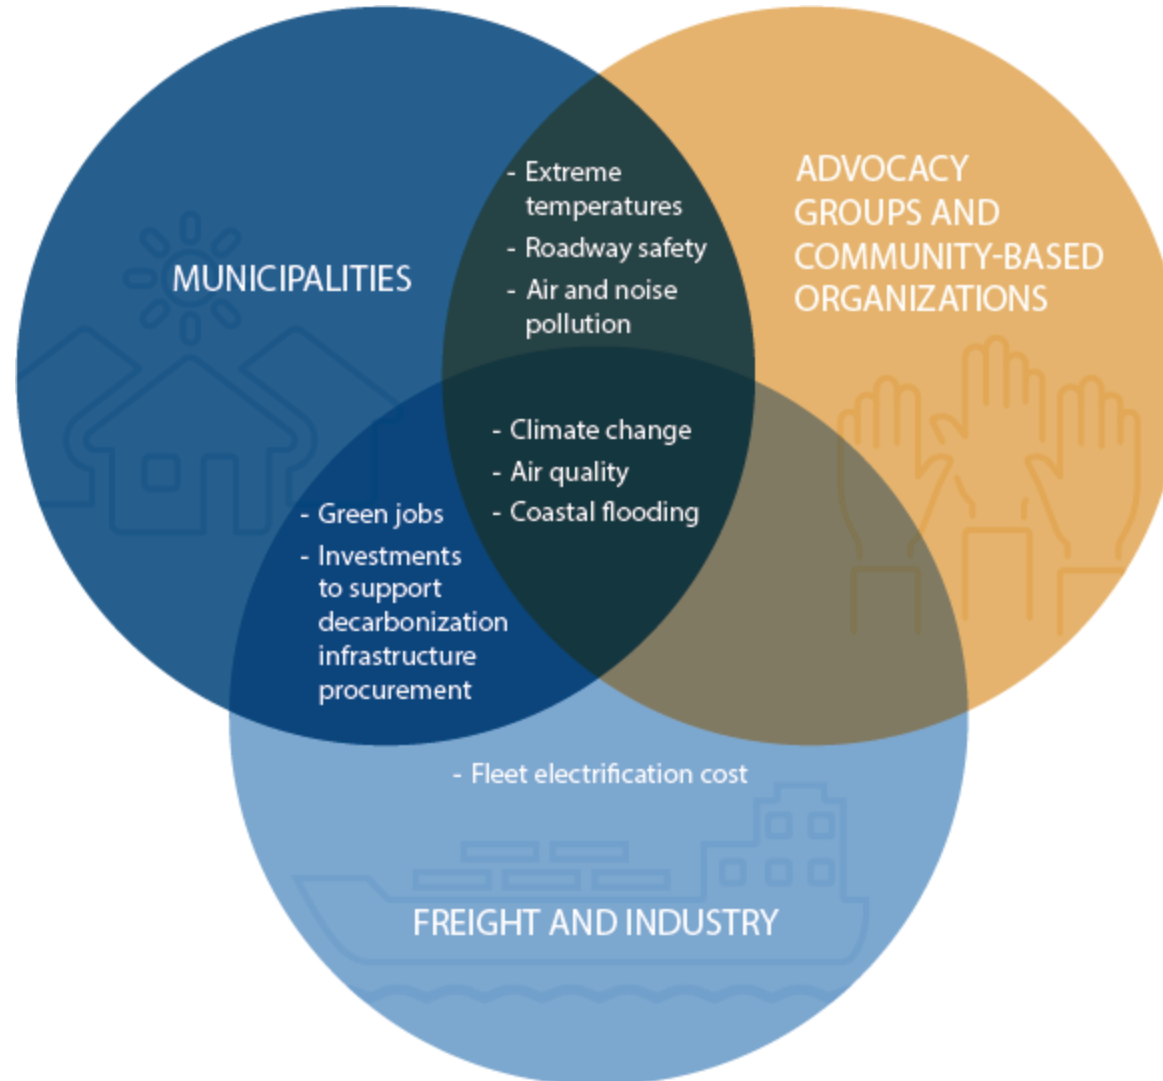 MUNICIPALITIES
ADVOCACY
GROUPS AND
COMMUNITY-BASED
ORGANIZATIONS
- Extreme
temperatures
- Roadway safety
- Air and noise
pollution
- Climate change
- Air quality
- Coastal flooding
- Green jobs
- Investments
to support
decarbonization
infrastructure
procurement
- Fleet electrification cost
FREIGHT AND INDUSTRY